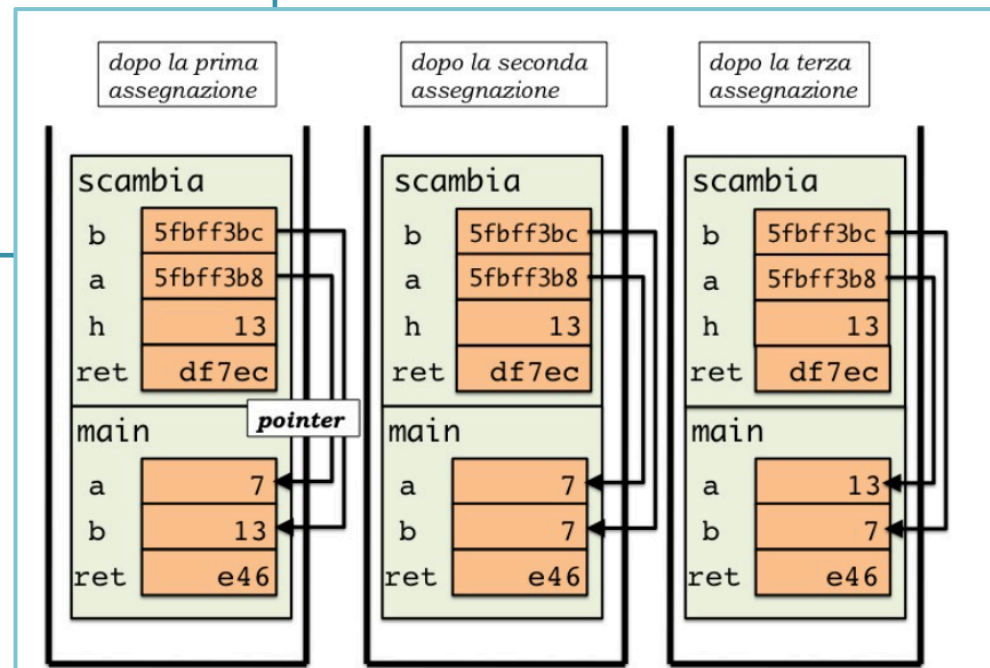 dopo la prima
assegnazione
scambia
b 5fbff3bc
a 5fbff3b8
h 13
ret df7ec
pointer
main
a 7
b 13
ret e46
dopo la seconda
assegnazione
scambia
b 5fbff3bc
a 5fbff3b8
h 13
ret df7ec
main
a 7
b 7
ret e46
dopo la terza
assegnazione
scambia
b 5fbff3bc
a 5fbff3b8
h 13
ret df7ec
main
a 13
b 7
ret e46